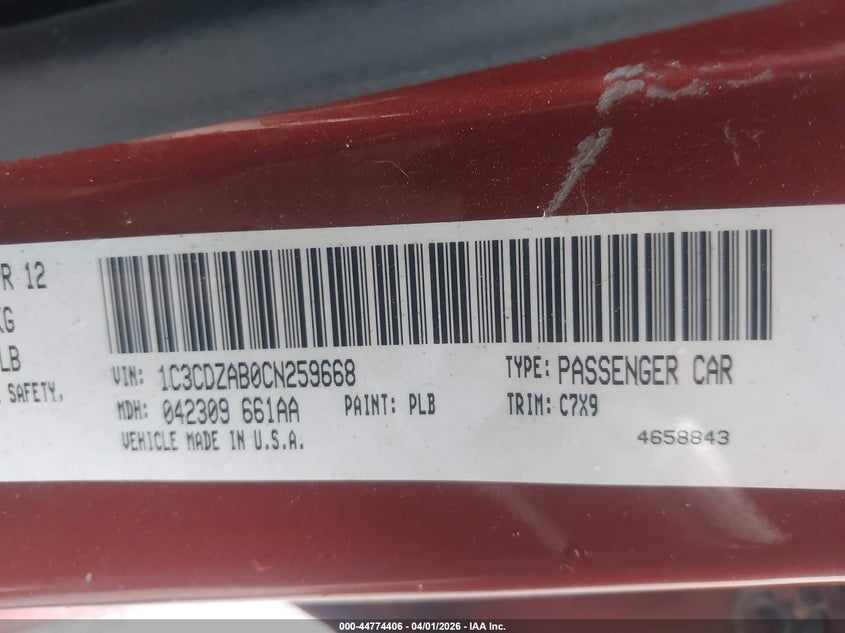 R 12
KG
LB
SAFETY,
VIN: 1C3CDZAB0CN259668 TYPE: PASSENGER CAR
MDH: 042309 661AA PAINT: PLB TRIM: C7X9
VEHICLE MADE IN U.S.A. 4658843
000-44774406 - 04/01/2026 - IAA Inc.